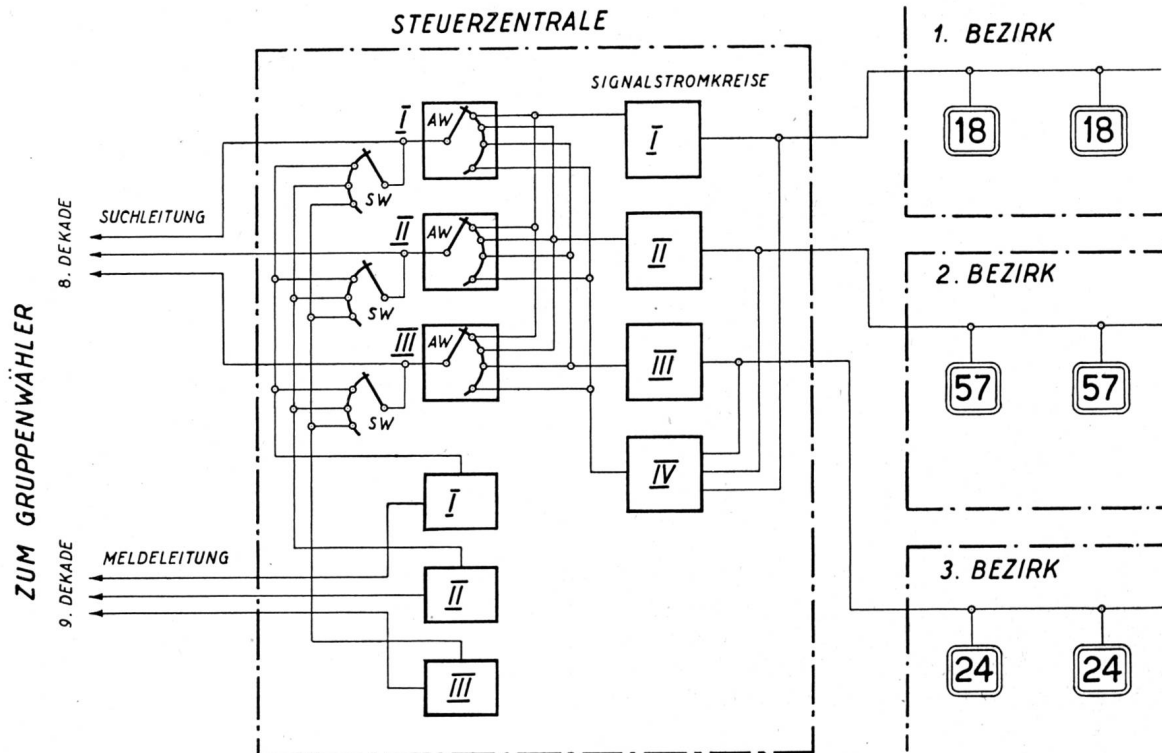 STEUERZENTRALE
SIGNALSTROMKREISE
ZUM GRUPPENWÄHLER
8. DEKADE
SUCHLEITUNG
9. DEKADE
MELDELEITUNG
I
AW
SW
II
AW
SW
III
AW
SW
I
II
III
I
II
III
IV
1. BEZIRK
18
18
2. BEZIRK
57
57
3. BEZIRK
24
24